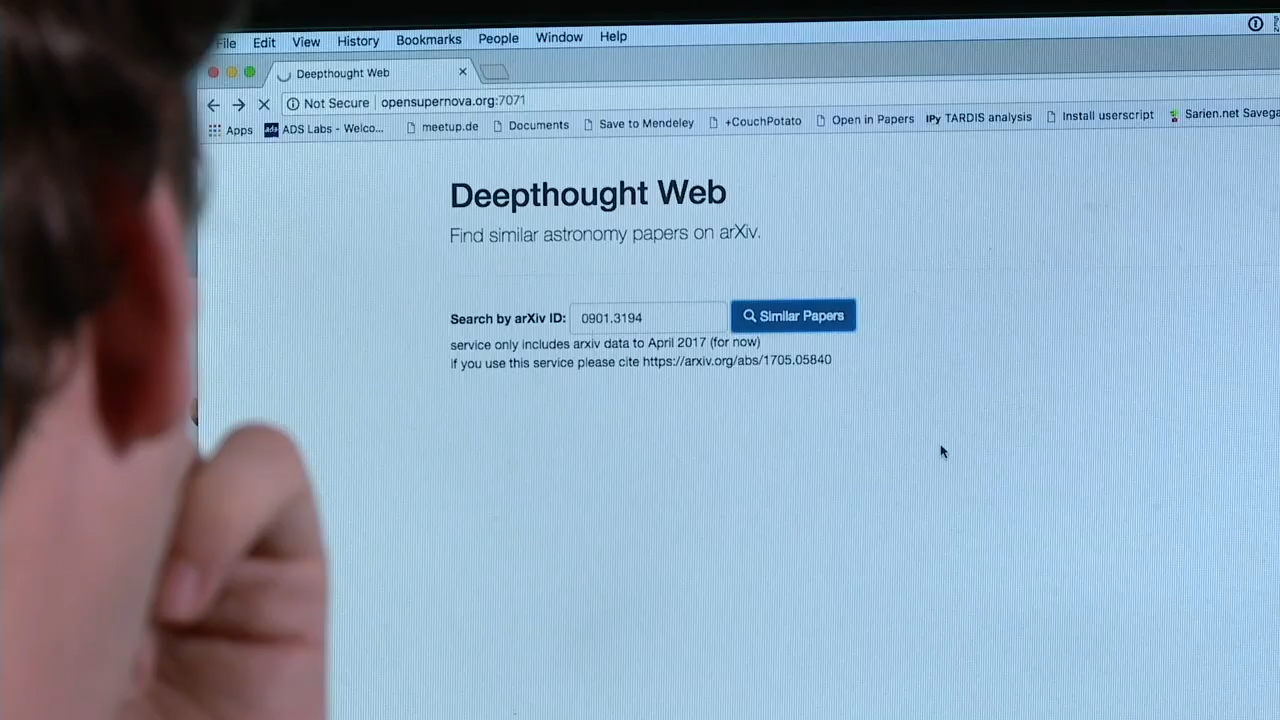 File Edit View History Bookmarks People Window Help
Deepthought Web
Not Secure opensupernova.org:7071
Apps ADS Labs - Welco... meetup.de Documents Save to Mendeley +CouchPotato Open in Papers IPy TARDIS analysis Install userscript Sarien.net Savega
Deepthought Web
Find similar astronomy papers on arXiv.
Search by arXiv ID: 0901.3194 Similar Papers
service only includes arxiv data to April 2017 (for now)
if you use this service please cite https://arxiv.org/abs/1705.05840